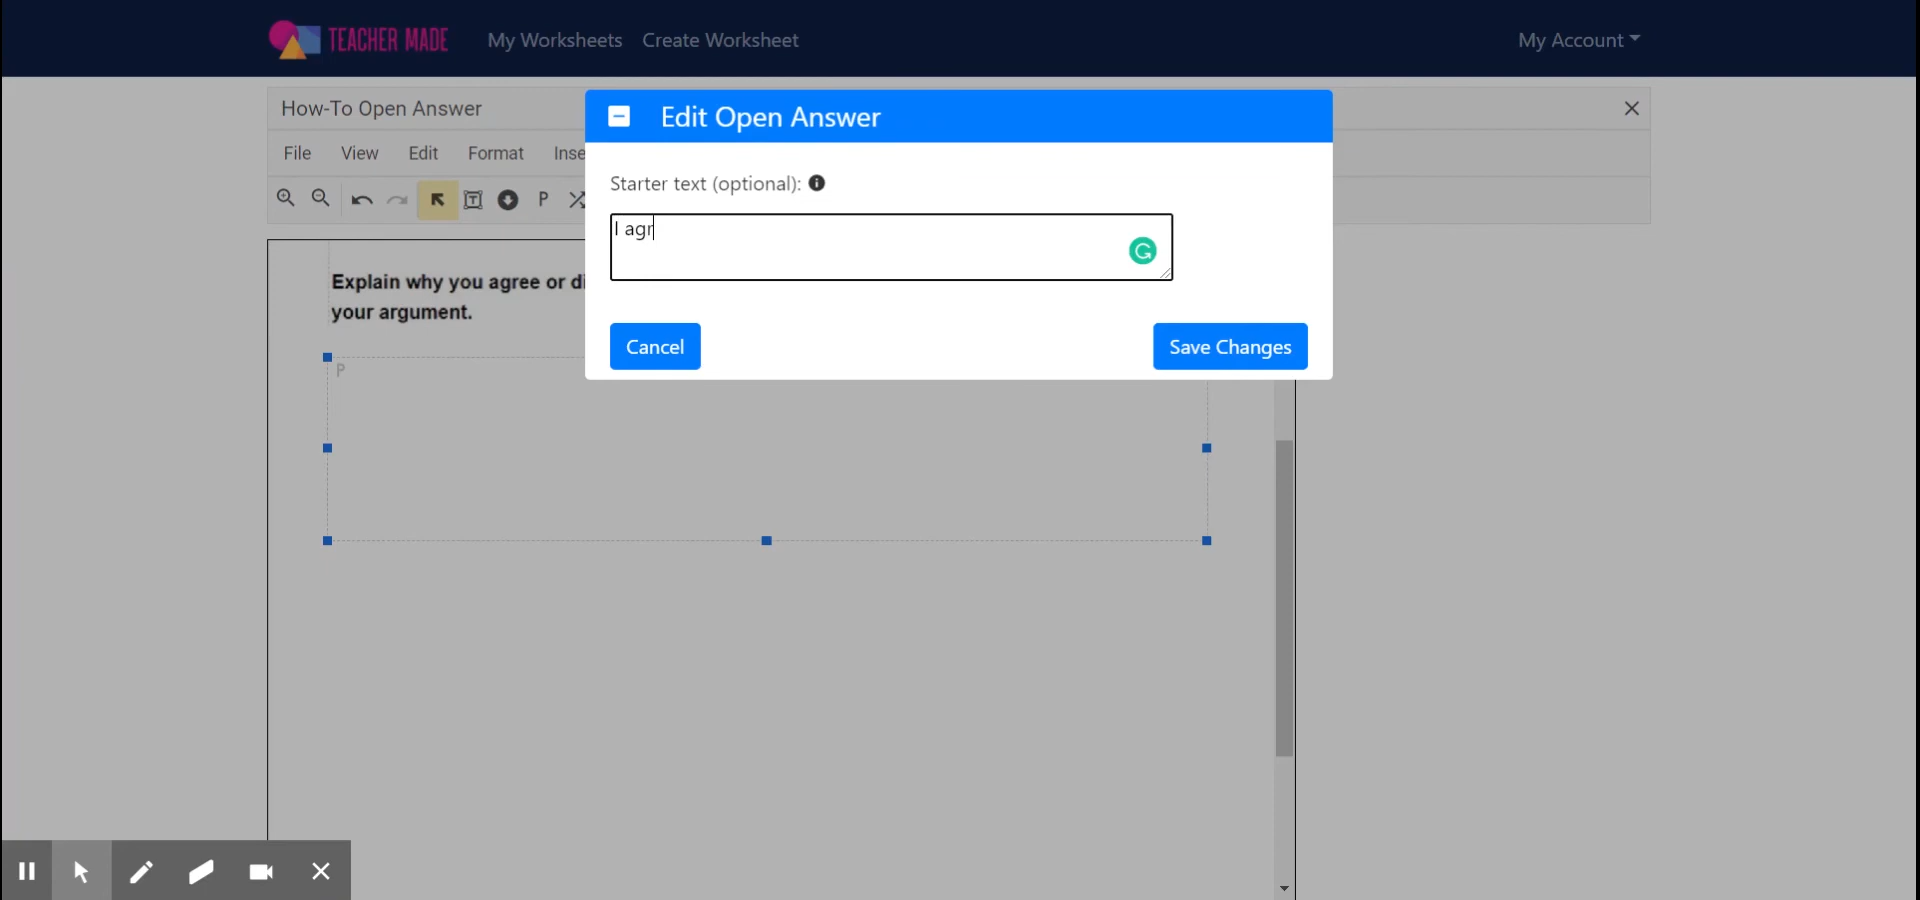 TEACHER MADE
My Worksheets
Create Worksheet
My Account
How-To Open Answer
Edit Open Answer
File
View
Edit
Format
Inse
Starter text (optional):
P
I agr
Explain why you agree or di
your argument.
Cancel
Save Changes
P